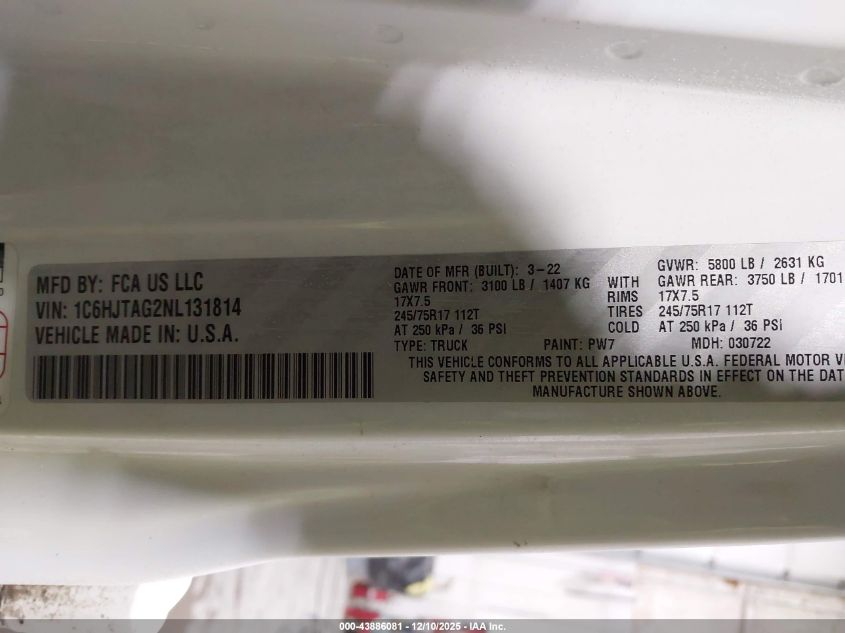 MFD BY: FCA US LLC
VIN: 1C6HJTAG2NL131814
VEHICLE MADE IN: U.S.A.
DATE OF MFR (BUILT): 3-22
GVWR: 5800 LB / 2631 KG
GAWR FRONT: 3100 LB / 1407 KG WITH GAWR REAR: 3750 LB / 1701
17X7.5 RIMS 17X7.5
245/75R17 112T TIRES 245/75R17 112T
AT 250 kPa / 36 PSI COLD AT 250 kPa / 36 PSI
TYPE: TRUCK PAINT: PW7 MDH: 030722
THIS VEHICLE CONFORMS TO ALL APPLICABLE U.S.A. FEDERAL MOTOR
SAFETY AND THEFT PREVENTION STANDARDS IN EFFECT ON THE
MANUFACTURE SHOWN ABOVE.
000-43886081 - 12/10/2025 - IAA Inc.